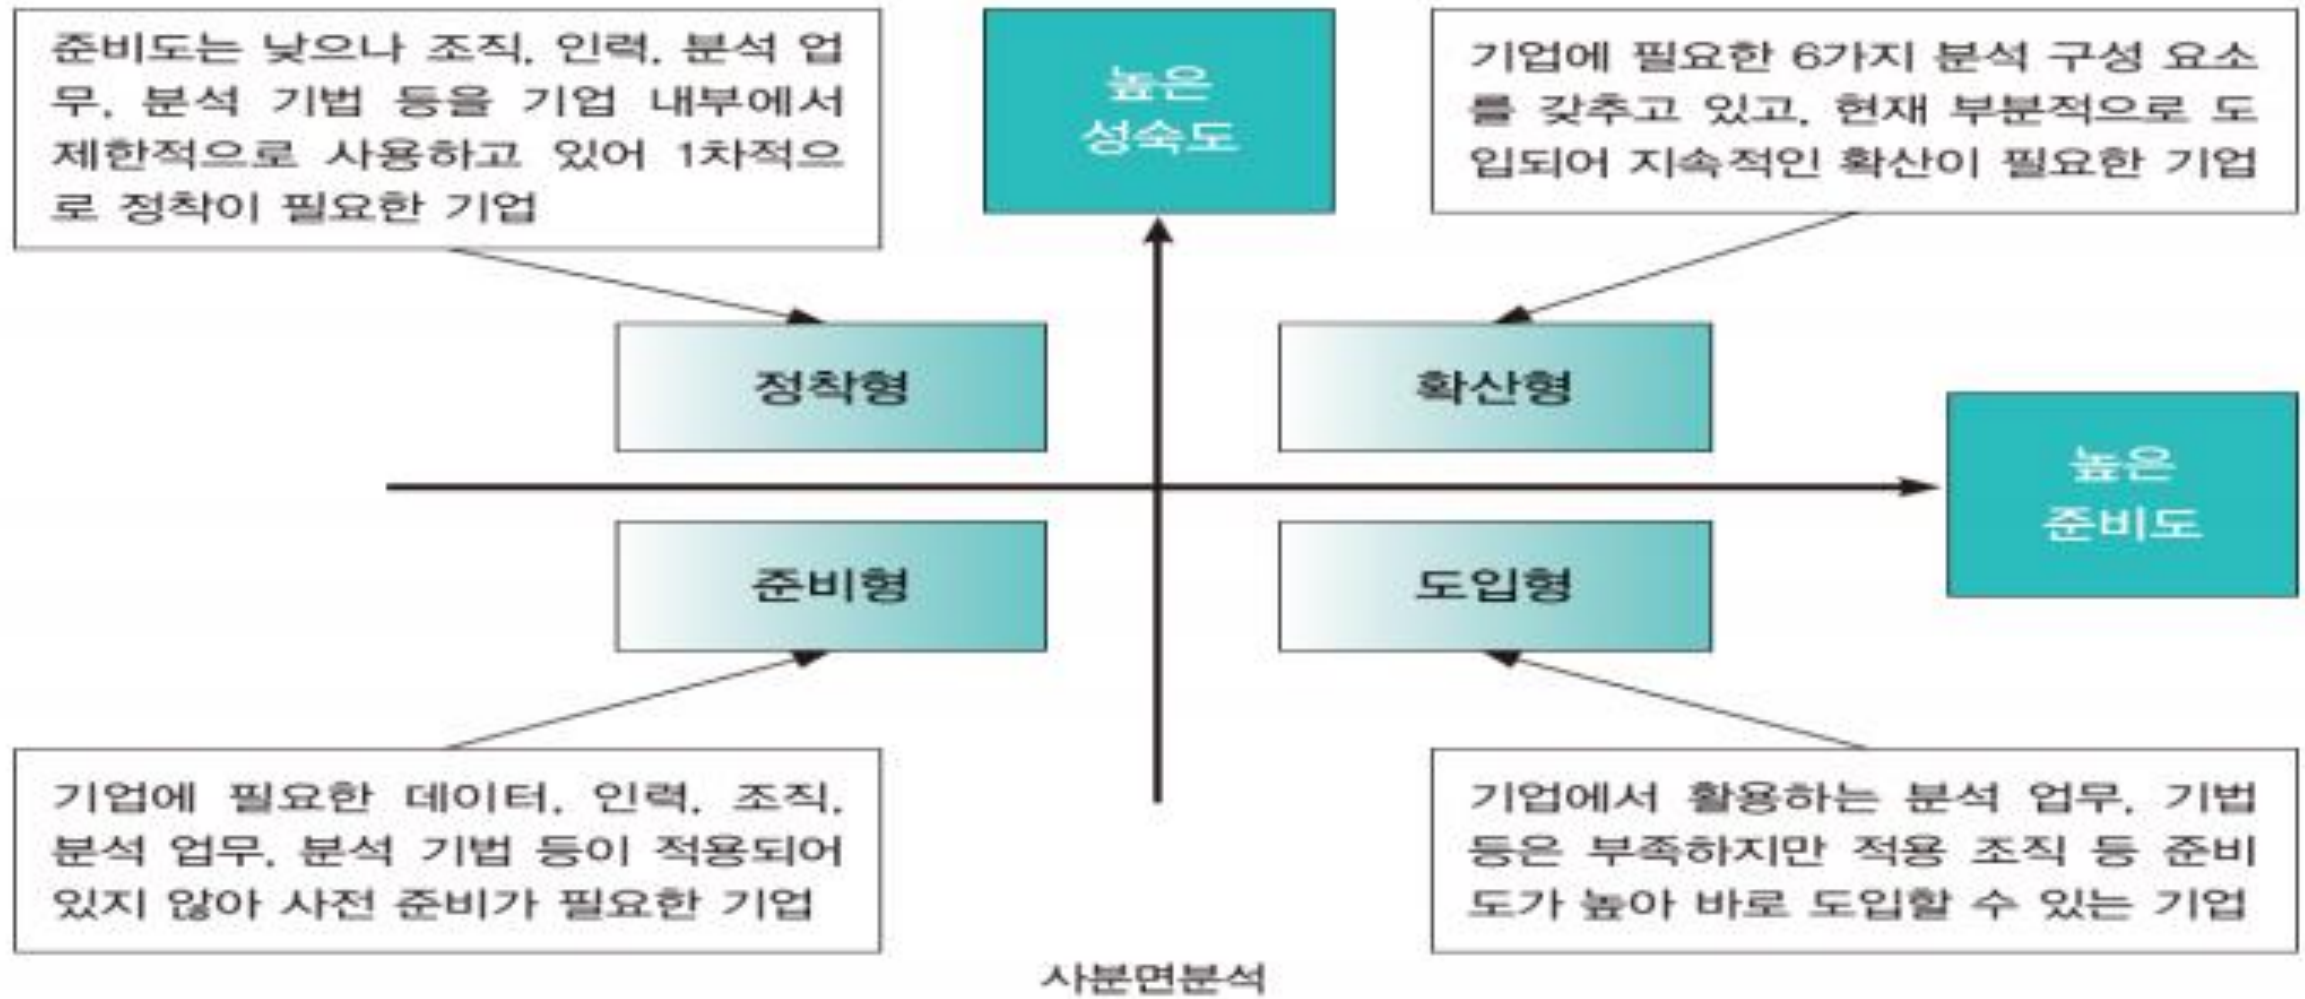 준비도는 낮으나 조직, 인력, 분석 업
무, 분석 기법 등을 기업 내부에서
제한적으로 사용하고 있어 1차적으
로 정착이 필요한 기업
높은
성숙도
기업에 필요한 6가지 분석 구성 요소
를 갖추고 있고, 현재 부분적으로 도
입되어 지속적인 확산이 필요한 기업
정착형
확산형
높은
준비도
준비형
도입형
기업에 필요한 데이터, 인력, 조직,
분석 업무, 분석 기법 등이 적용되어
있지 않아 사전 준비가 필요한 기업
기업에서 활용하는 분석 업무, 기법
등은 부족하지만 적용 조직 등 준비
도가 높아 바로 도입할 수 있는 기업
사분면분석